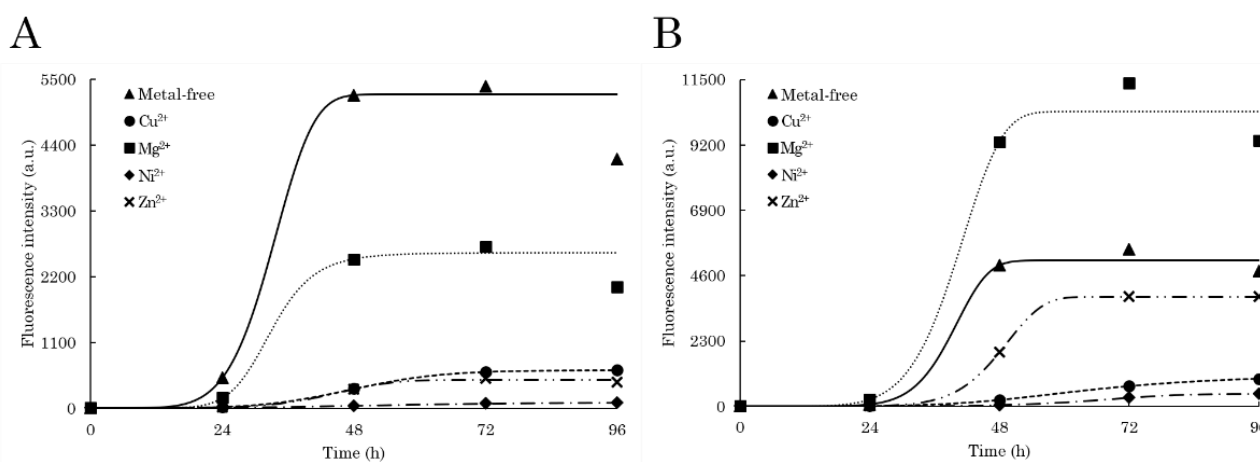 A
5500
4400
3300
2200
1100
0
Fluorescence intensity (a.u.)
Metal-free
Cu²⁺
Mg²⁺
Ni²⁺
Zn²⁺
0 24 48 72 96
Time (h)
B
11500
9200
6900
4600
2300
0
Fluorescence intensity (a.u.)
Metal-free
Cu²⁺
Mg²⁺
Ni²⁺
Zn²⁺
0 24 48 72 96
Time (h)